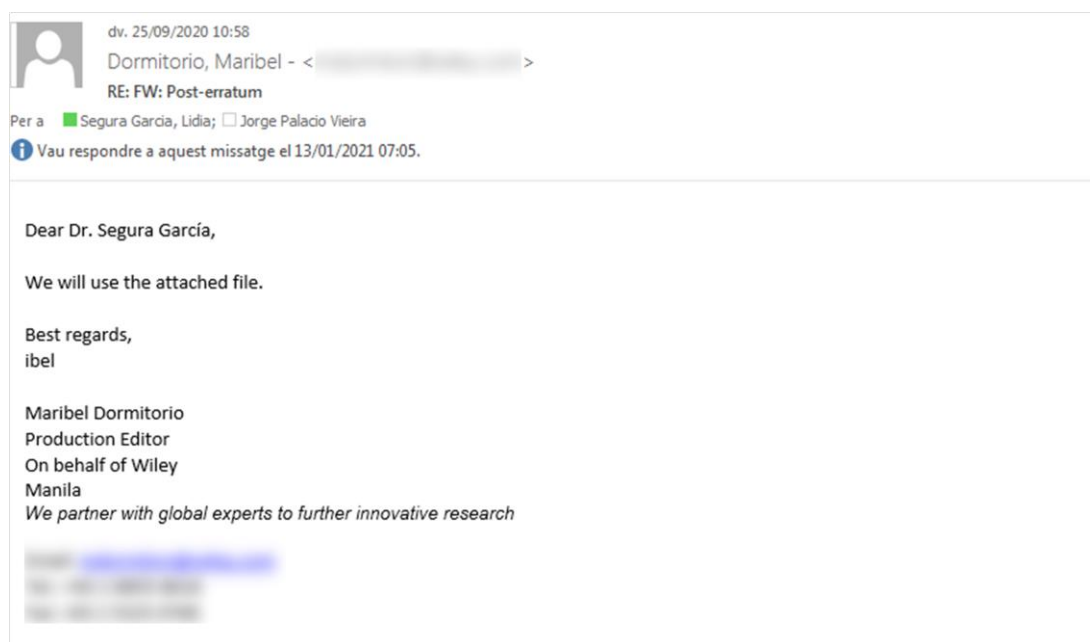 dv. 25/09/2020 10:58
Dormitorio, Maribel - < >
RE: FW: Post-erratum
Per a Segura Garcia, Lidia; Jorge Palacio Vieira
Vau respondre a aquest missatge el 13/01/2021 07:05.
Dear Dr. Segura García,
We will use the attached file.
Best regards,
ibel
Maribel Dormitorio
Production Editor
On behalf of Wiley
Manila
We partner with global experts to further innovative research